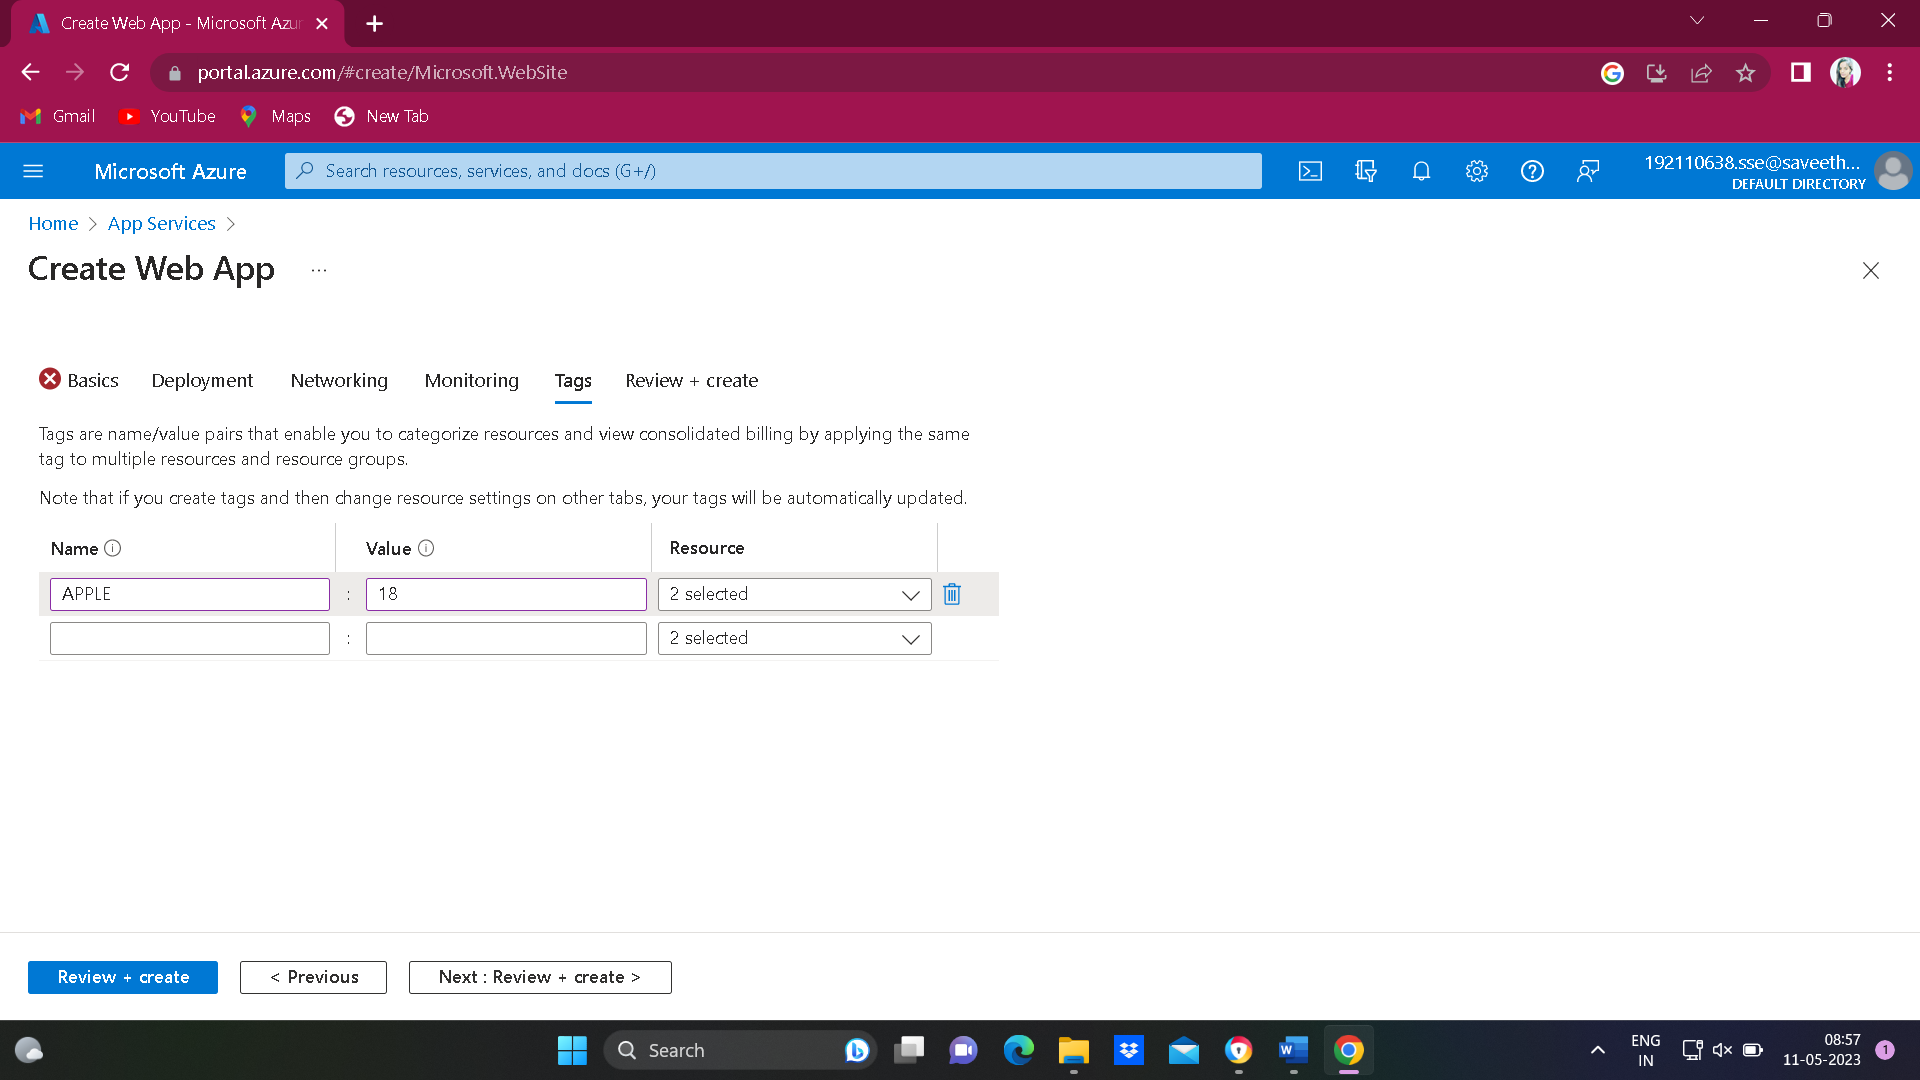 Create Web App - Microsoft Azur
portal.azure.com/#create/Microsoft.WebSite
Gmail
YouTube
Maps
New Tab
Microsoft Azure
Search resources, services, and docs (G+/)
192110638.sse@saveeth...
DEFAULT DIRECTORY
Home > App Services >
Create Web App ...
Basics
Deployment
Networking
Monitoring
Tags
Review + create
Tags are name/value pairs that enable you to categorize resources and view consolidated billing by applying the same
tag to multiple resources and resource groups.
Note that if you create tags and then change resource settings on other tabs, your tags will be automatically updated.
Name
Value
Resource
APPLE : 18 2 selected
: 2 selected
Review + create
< Previous
Next : Review + create >
Search
ENG
IN
08:57
11-05-2023
1